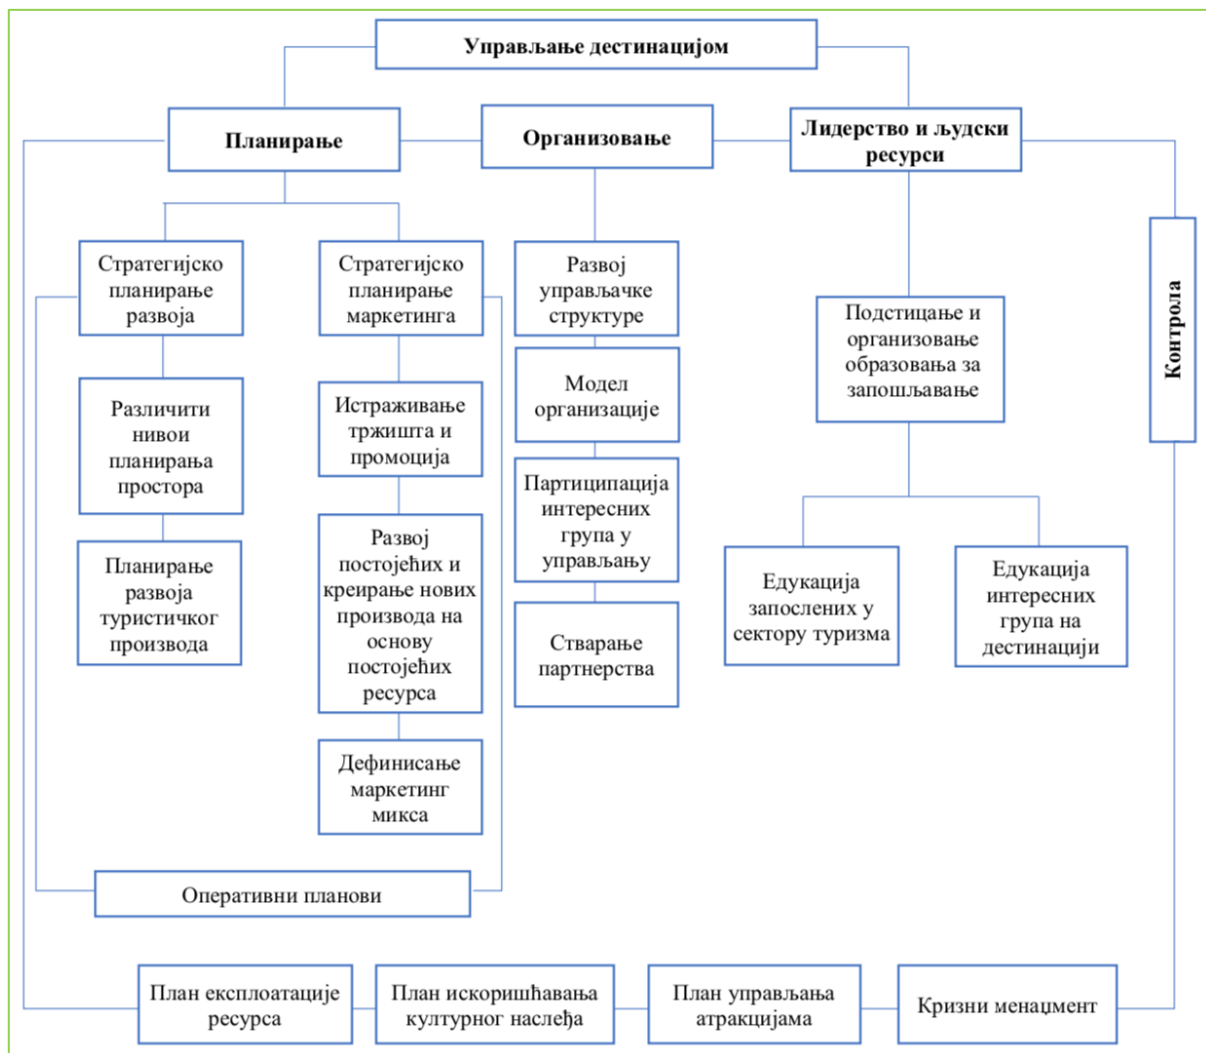 Управљање дестинацијом
Планирање
Организовање
Лидерство и људски
ресурси
Контрола
Стратегијско
планирање
развоја
Различити
нивои
планирања
простора
Планирање
развоја
туристичког
производа
Стратегијско
планирање
маркетинга
Истраживање
тржишта и
промоција
Развој
постојећих и
креирање нових
производа на
основу
постојећих
ресурса
Дефинисање
маркетинг
микса
Оперативни планови
Развој
управљачке
структуре
Модел
организације
Партиципација
интересних
група у
управљању
Стварање
партнерства
Подстицање и
организовање
образовања за
запошљавање
Едукација
запослених у
сектору туризма
Едукација
интересних
група на
дестинацији
План експлоатације
ресурса
План искоришћавања
културног наслеђа
План управљања
атракцијама
Кризни менаџмент